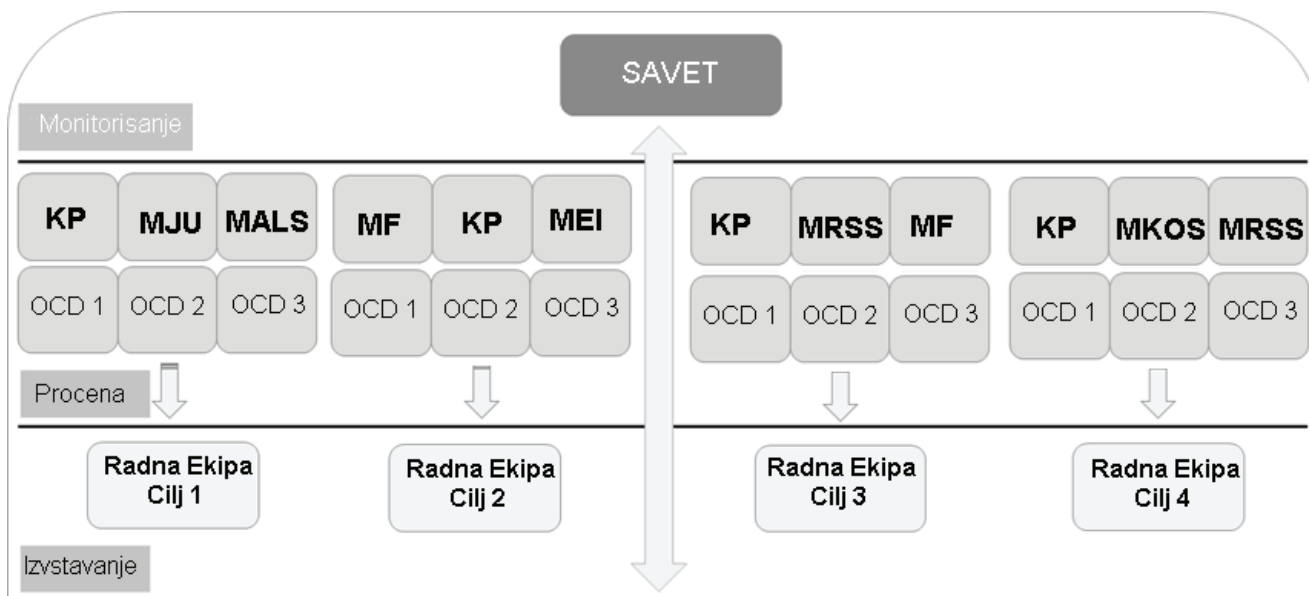 SAVET
Monitorisanje
KP MJU MALS MF KP MEI KP MRSS MF KP MKOS MRSS
OCD 1 OCD 2 OCD 3 OCD 1 OCD 2 OCD 3 OCD 1 OCD 2 OCD 3 OCD 1 OCD 2 OCD 3
Procena
Radna Ekipa
Cilj 1
Radna Ekipa
Cilj 2
Radna Ekipa
Cilj 3
Radna Ekipa
Cilj 4
Izvstavanje